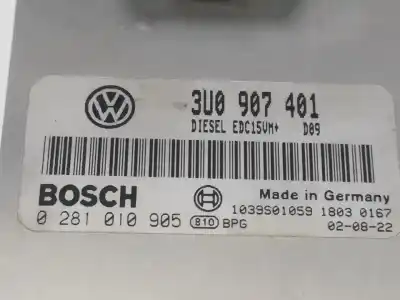 3U0 907 401
DIESEL EDC15VM+ D09
BOSCH
Made in Germany
0 281 010 905 810 BPG
1039S01059 1803 0167
02-08-22